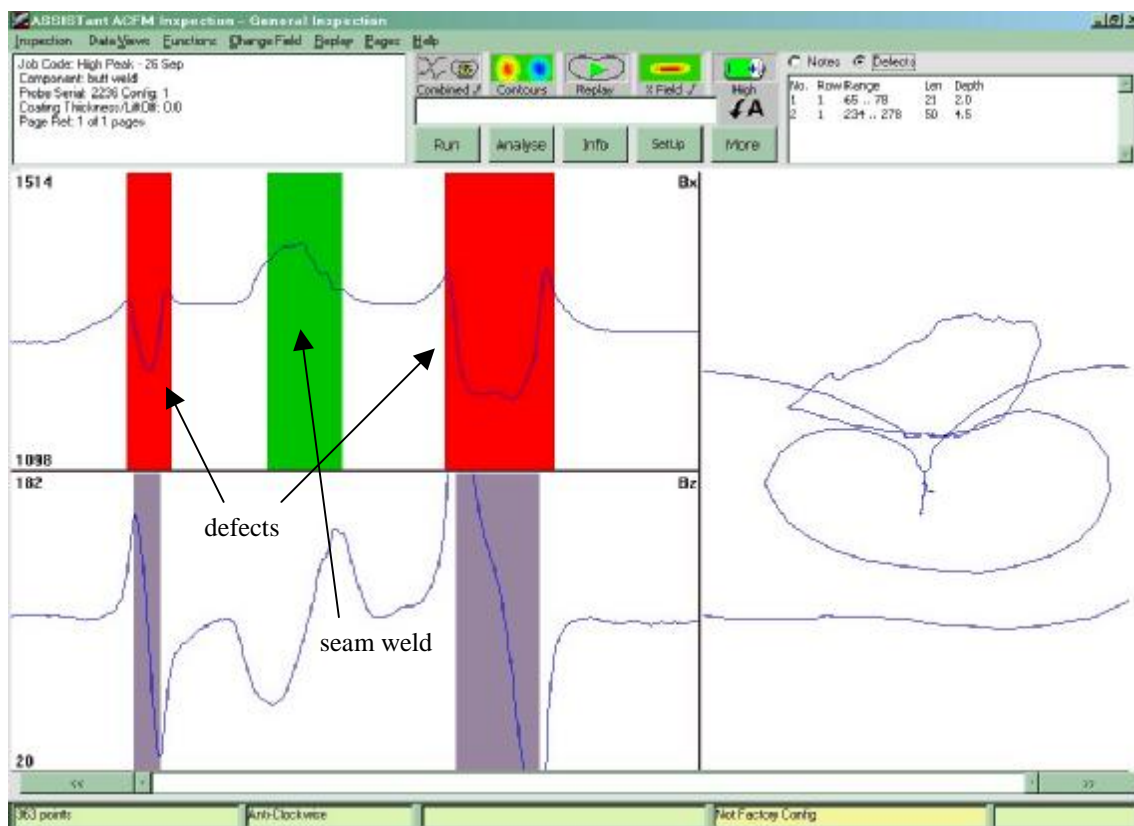 ASSISTant ACFM Inspection - General Inspection
Inspection Data Views Functions Change Field Replay Pages Help
Job Code: High Peak - 26 Sep
Component: butt weld
Probe Serial: 2236 Config: 1
Coating Thickness/LiftOff: 0.0
Page Ref: 1 of 1 pages
Combined Contours Replay X Field High
A
Run Analyse Info SetUp More
Notes Defects
No. Row Range Len Depth
1 1 65 .. 78 21 2.0
2 1 234 .. 278 50 4.5
1514 Bx
1098
182 Bz
defects
seam weld
20
<< >>
363 points Anti-Clockwise Not Factory Config